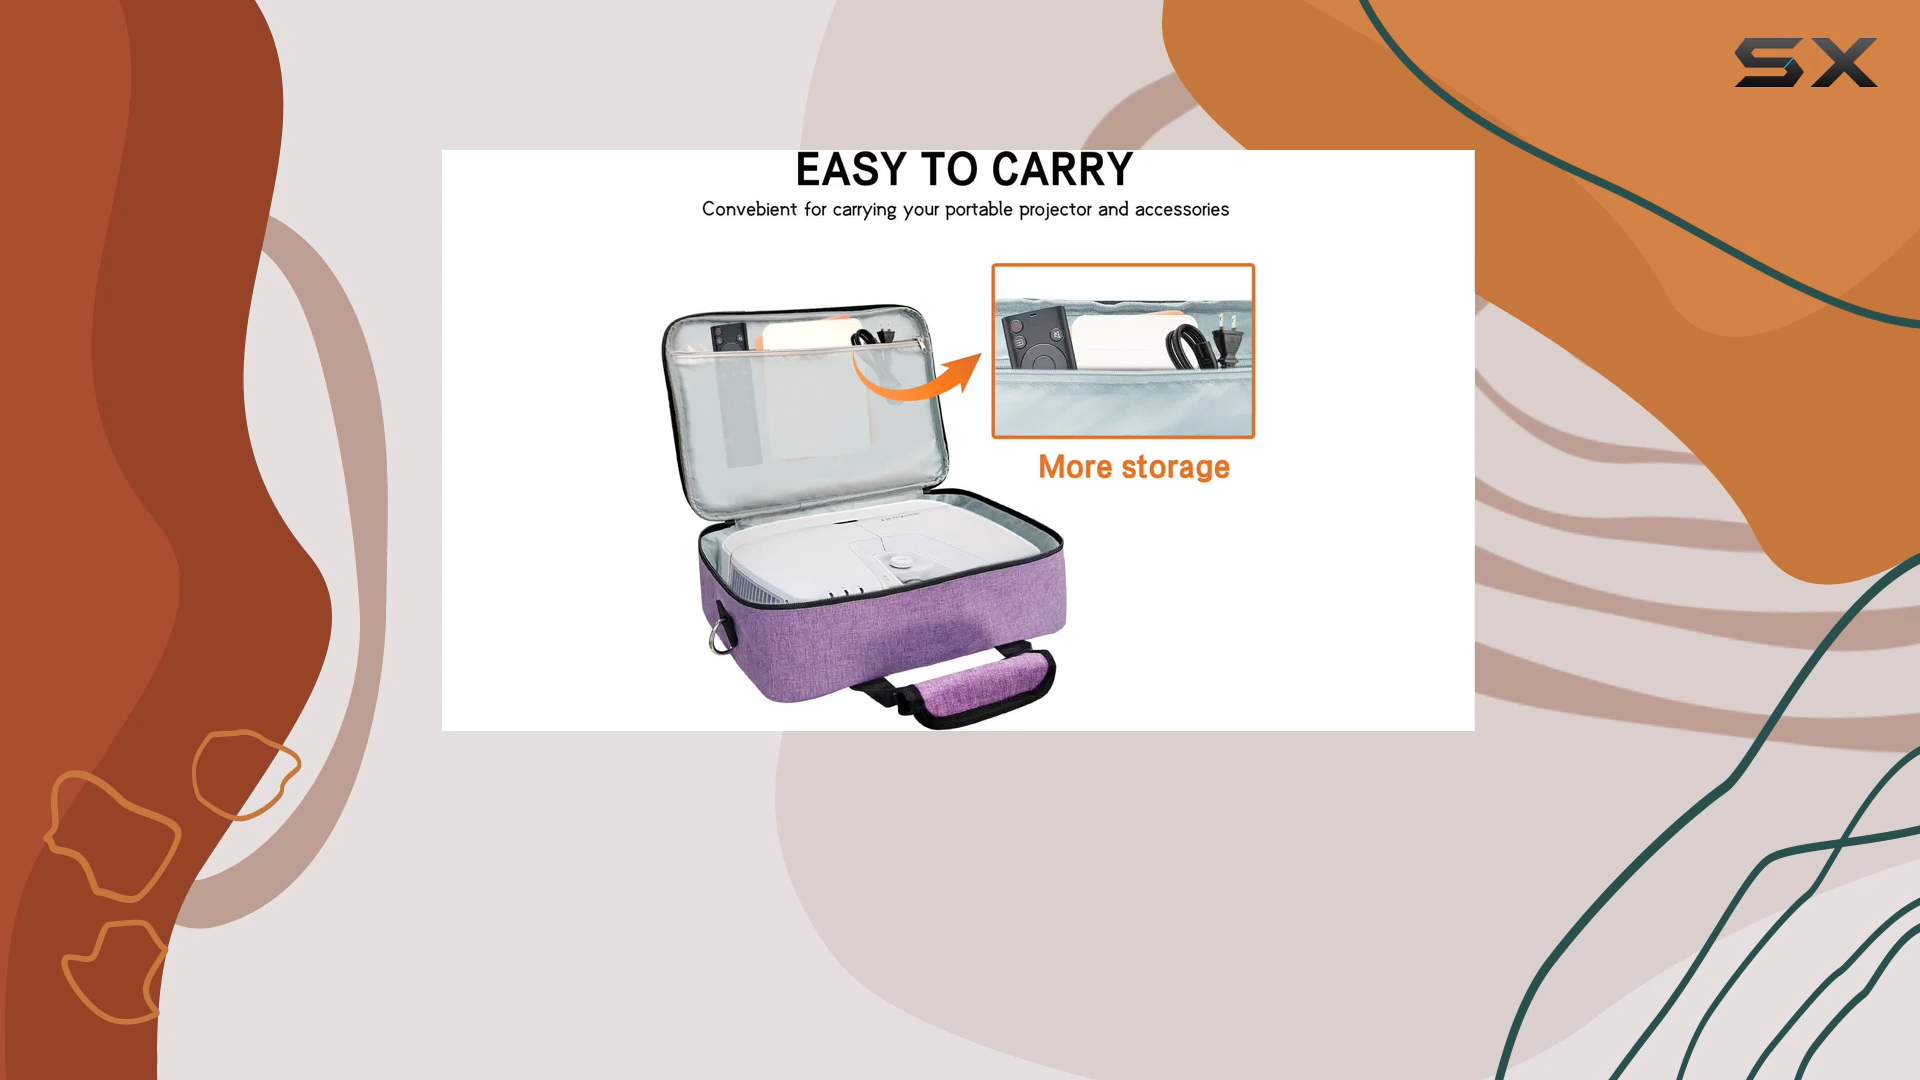 SX
EASY TO CARRY
Convebient for carrying your portable projector and accessories
More storage